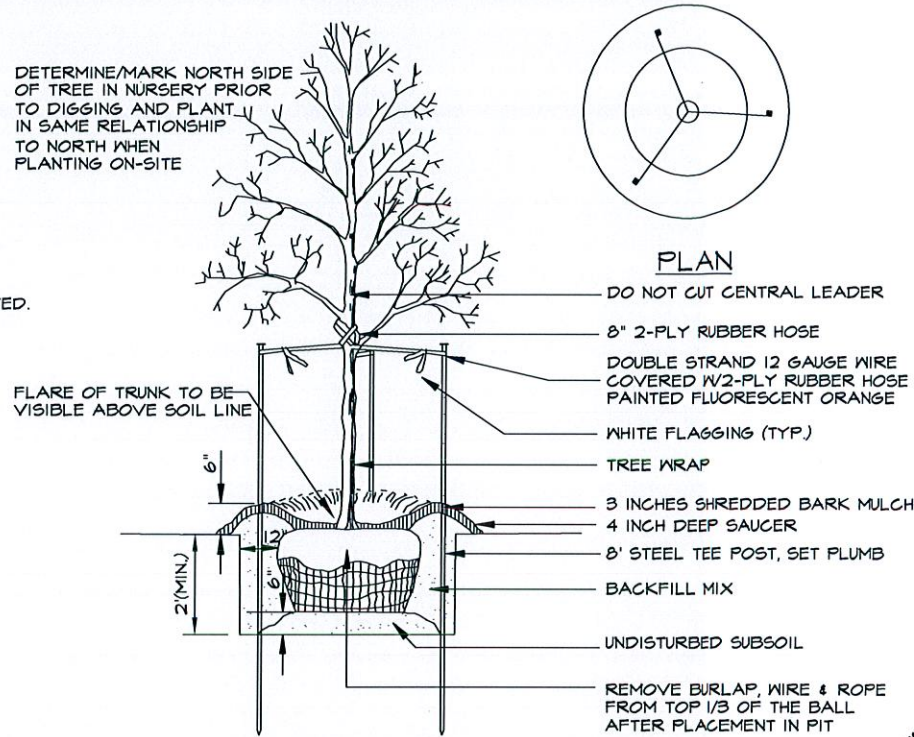 DETERMINE/MARK NORTH SIDE
OF TREE IN NURSERY PRIOR
TO DIGGING AND PLANT
IN SAME RELATIONSHIP
TO NORTH WHEN
PLANTING ON-SITE
TED.
FLARE OF TRUNK TO BE
VISIBLE ABOVE SOIL LINE
6"
12"
6"
2'(MIN.)
PLAN
DO NOT CUT CENTRAL LEADER
8" 2-PLY RUBBER HOSE
DOUBLE STRAND 12 GAUGE WIRE
COVERED W/2-PLY RUBBER HOSE
PAINTED FLUORESCENT ORANGE
WHITE FLAGGING (TYP.)
TREE WRAP
3 INCHES SHREDDED BARK MULCH
4 INCH DEEP SAUCER
8' STEEL TEE POST, SET PLUMB
BACKFILL MIX
UNDISTURBED SUBSOIL
REMOVE BURLAP, WIRE & ROPE
FROM TOP 1/3 OF THE BALL
AFTER PLACEMENT IN PIT